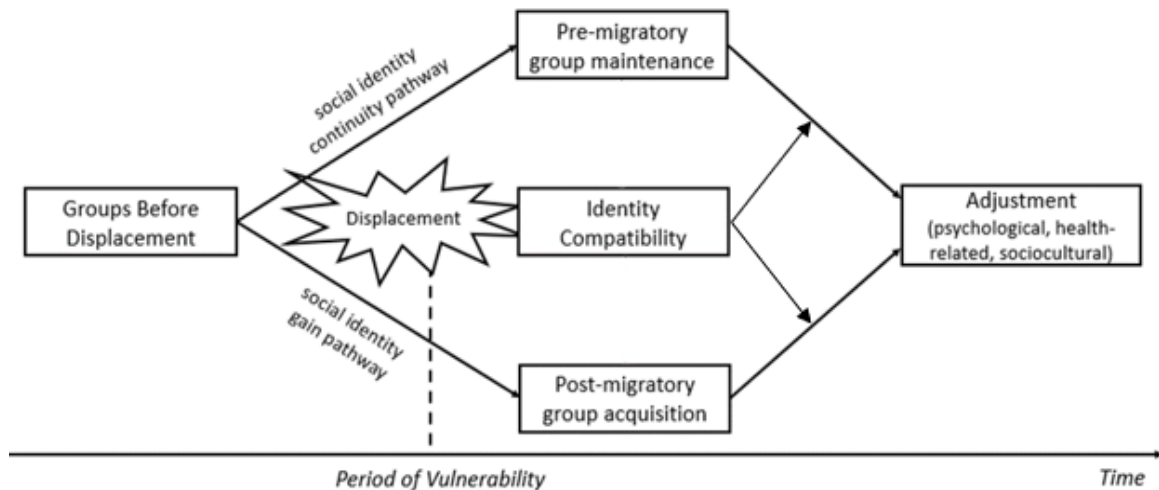 Pre-migratory
group maintenance
social identity
continuity pathway
Groups Before
Displacement
Displacement
Identity
Compatibility
Adjustment
(psychological, health-
related, sociocultural)
social identity
gain pathway
Post-migratory
group acquisition
Period of Vulnerability
Time